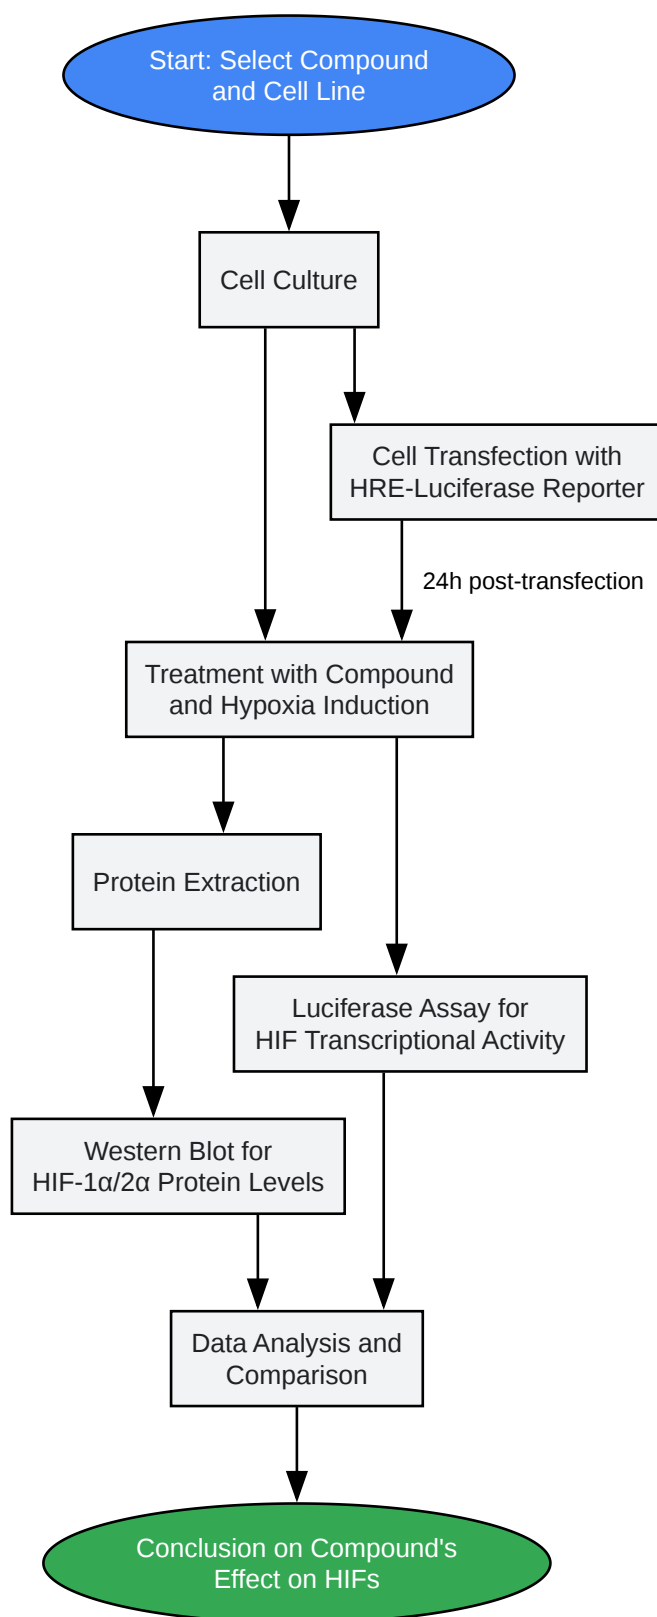 Start: Select Compound
and Cell Line
Cell Culture
Cell Transfection with
HRE-Luciferase Reporter
24h post-transfection
Treatment with Compound
and Hypoxia Induction
Protein Extraction
Luciferase Assay for
HIF Transcriptional Activity
Western Blot for
HIF-1α/2α Protein Levels
Data Analysis and
Comparison
Conclusion on Compound's
Effect on HIFs